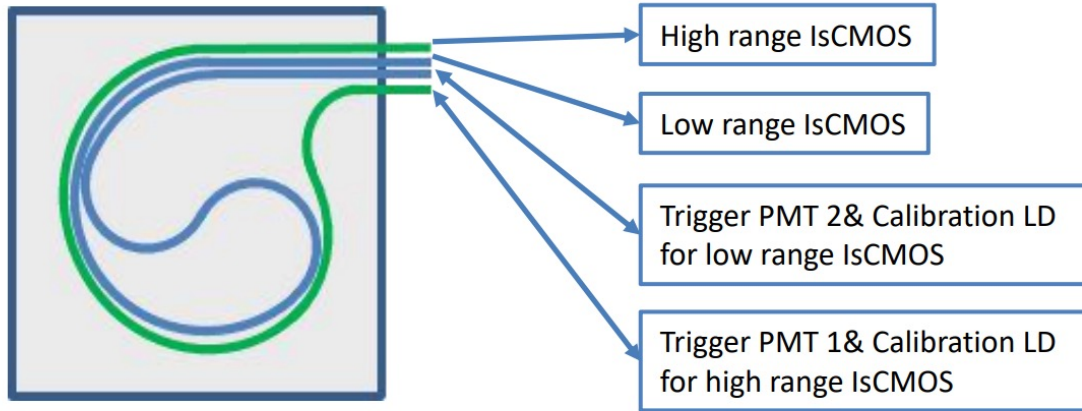 High range IsCMOS
Low range IsCMOS
Trigger PMT 2& Calibration LD
for low range IsCMOS
Trigger PMT 1& Calibration LD
for high range IsCMOS